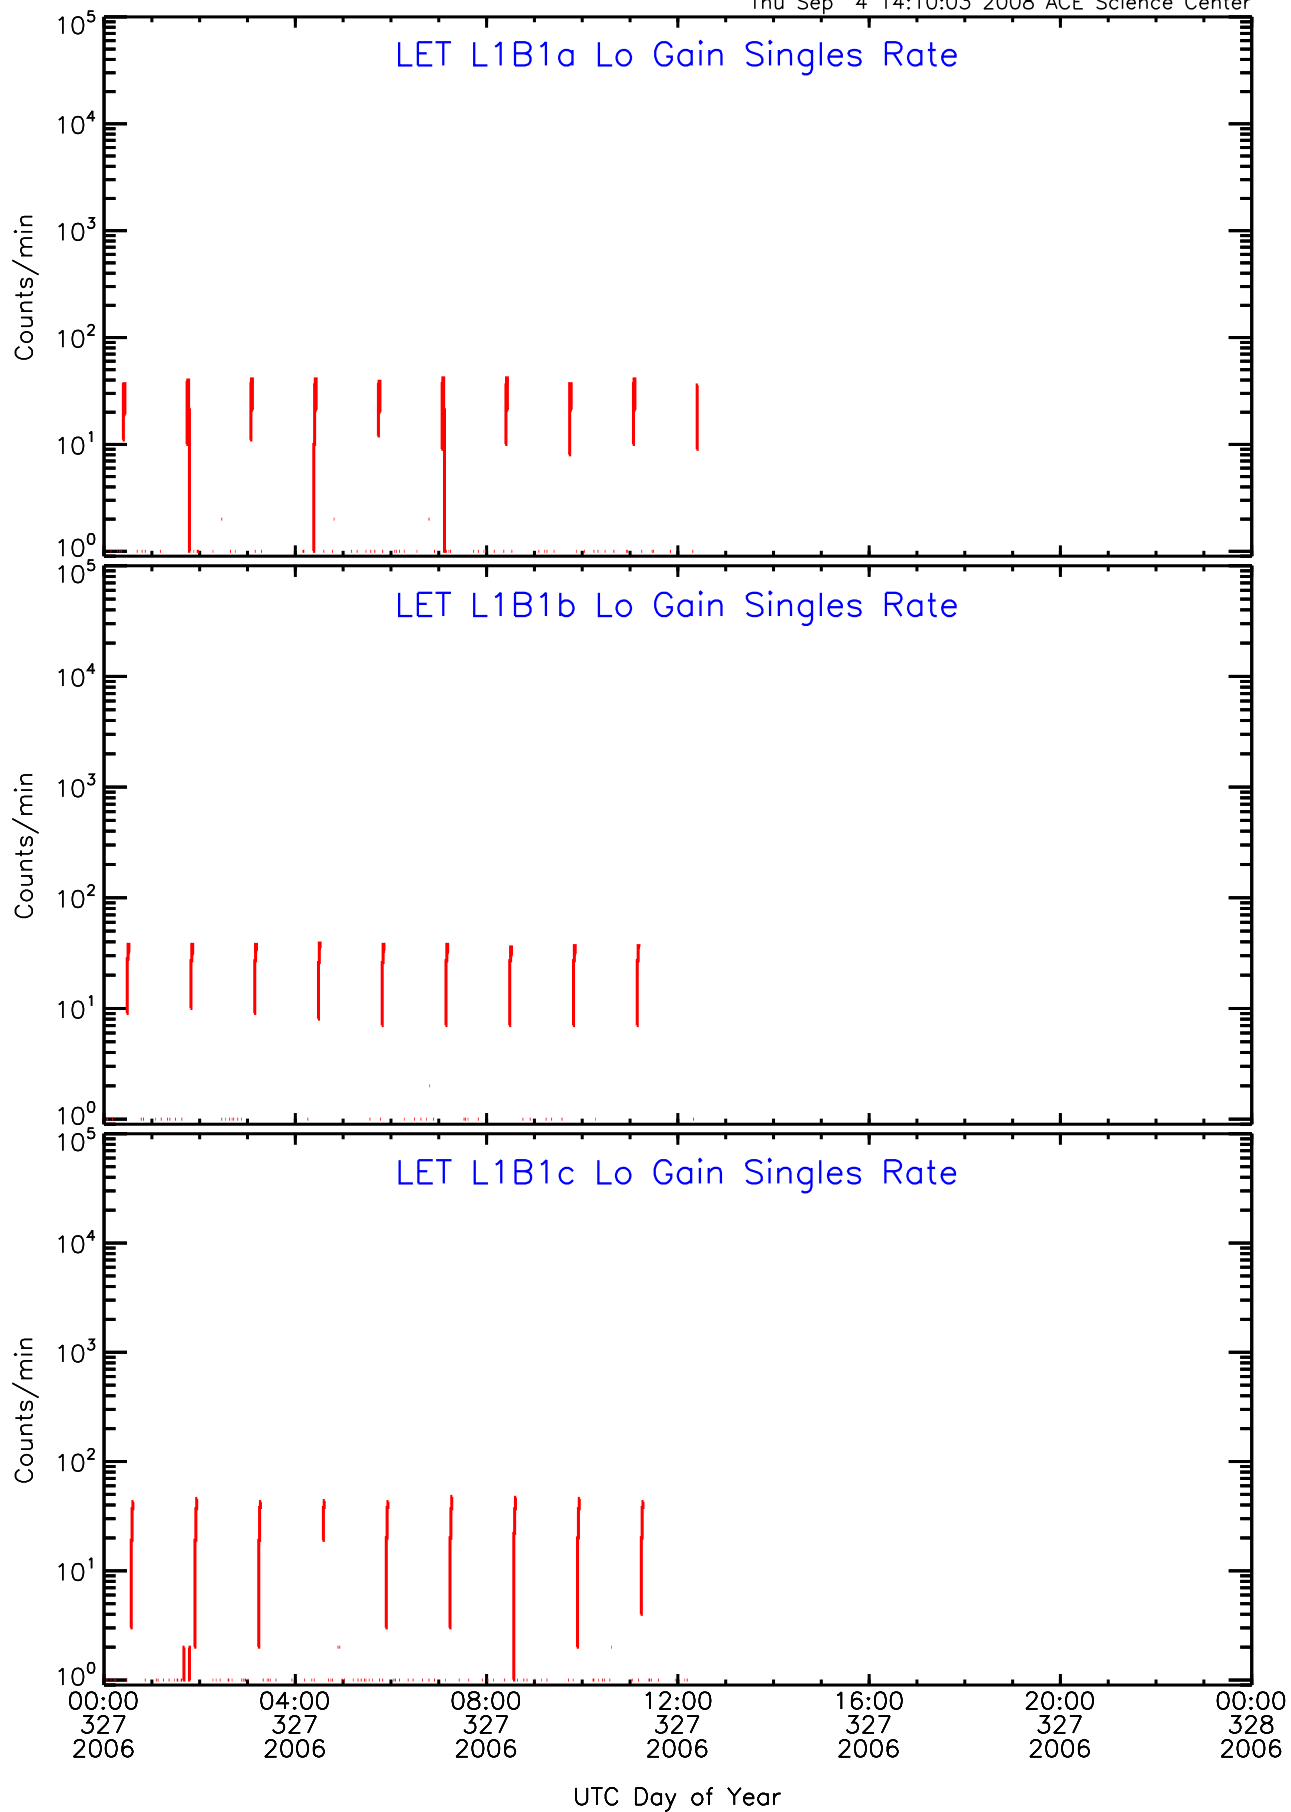 Thu Sep 4 14:10:03 2008 ACE Science Center
LET L1B1a Lo Gain Singles Rate
10^5
10^4
10^3
10^2
10^1
10^0
Counts/min
LET L1B1b Lo Gain Singles Rate
10^5
10^4
10^3
10^2
10^1
10^0
Counts/min
LET L1B1c Lo Gain Singles Rate
10^5
10^4
10^3
10^2
10^1
10^0
Counts/min
00:00 04:00 08:00 12:00 16:00 20:00 00:00
327 327 327 327 327 327 328
2006 2006 2006 2006 2006 2006 2006
UTC Day of Year